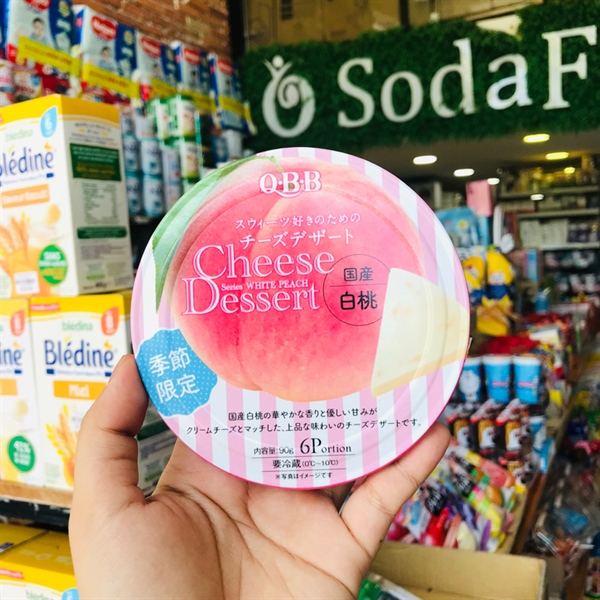 SodaF
Q·B·B
スウィーツ好きのための
チーズデザート
Cheese
Series WHITE PEACH
Dessert
国産
白桃
季節
限定
国産白桃の華やかな香りと優しい甘みが
クリームチーズとマッチした、上品な味わいのチーズデザートです。
内容量:90g 6Portion
要冷蔵(0℃~10℃)
※写真はイメージです
blédina
Blédine
blédina
Blédine
Miel